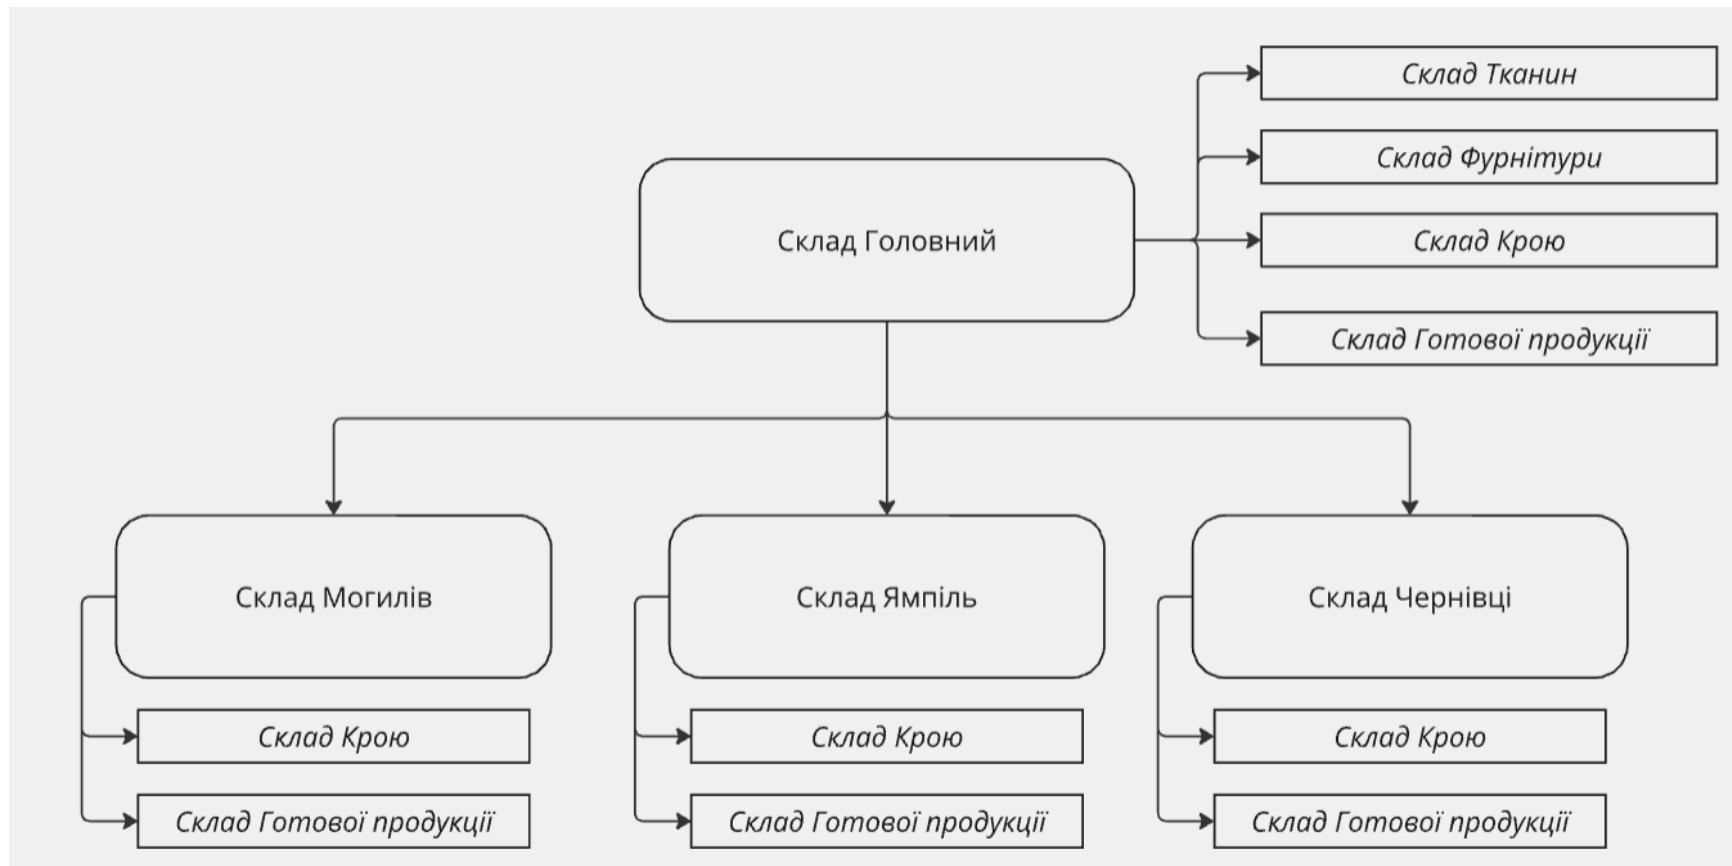 Склад Тканин
Склад Фурнітури
Склад Головний
Склад Крою
Склад Готової продукції
Склад Могилів
Склад Ямпіль
Склад Чернівці
Склад Крою
Склад Крою
Склад Крою
Склад Готової продукції
Склад Готової продукції
Склад Готової продукції